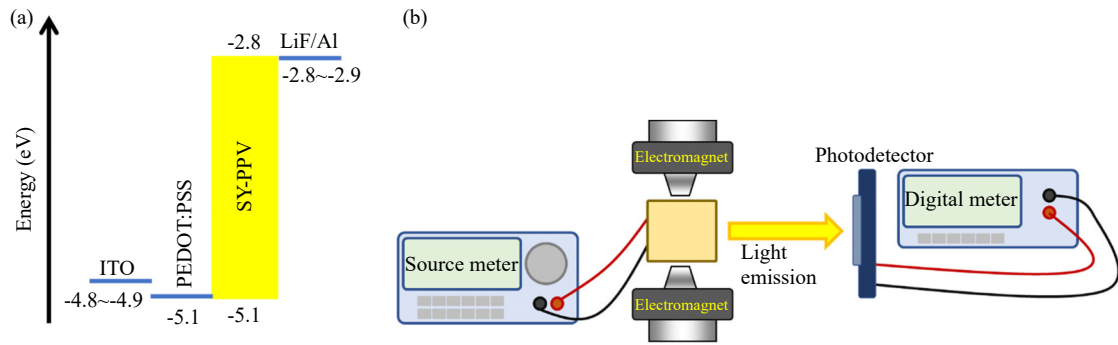 (a)
Energy (eV)
ITO
-4.8~-4.9
PEDOT:PSS
-5.1
-2.8
SY-PPV
-5.1
LiF/Al
-2.8~-2.9
(b)
Source meter
Electromagnet
Electromagnet
Light
emission
Photodetector
Digital meter